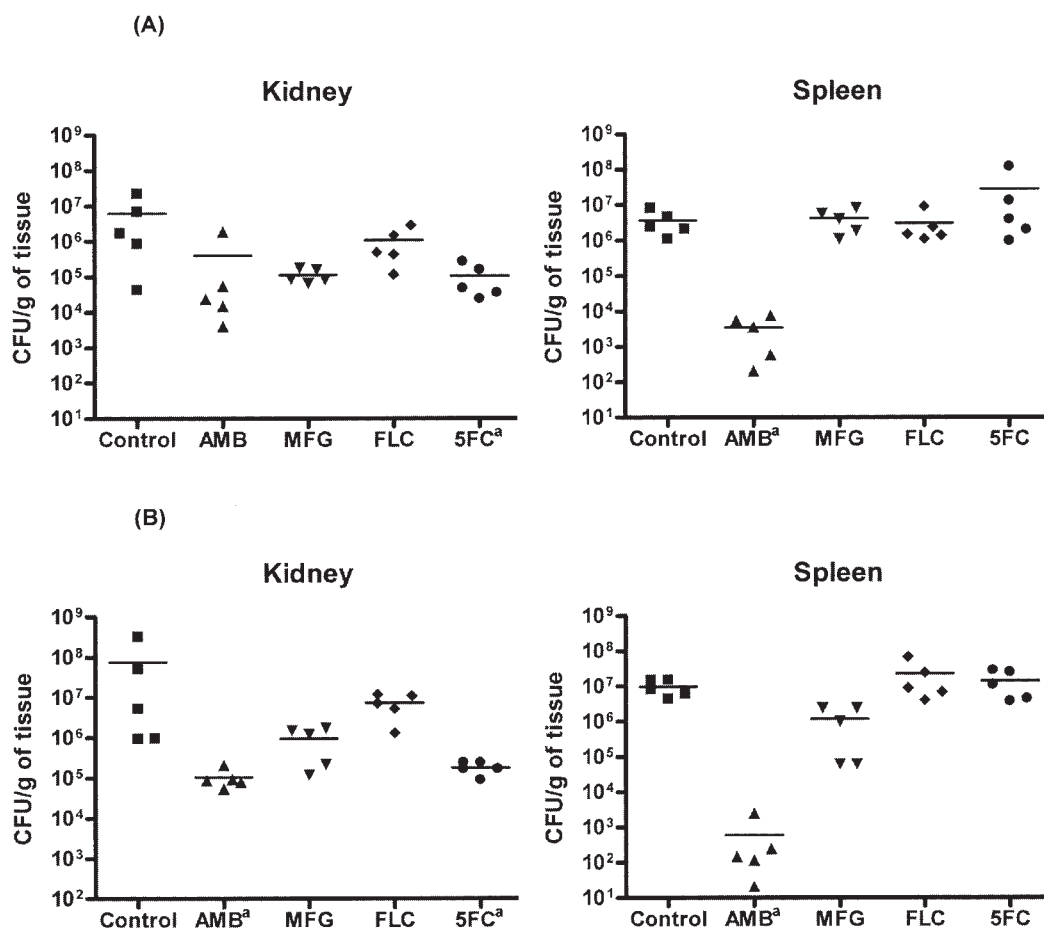 (A)
Kidney
CFU/g of tissue
10⁹
10⁸
10⁷
10⁶
10⁵
10⁴
10³
10²
10¹
Control AMB MFG FLC 5FCᵃ
Spleen
CFU/g of tissue
10⁹
10⁸
10⁷
10⁶
10⁵
10⁴
10³
10²
10¹
Control AMBᵃ MFG FLC 5FC
(B)
Kidney
CFU/g of tissue
10⁹
10⁸
10⁷
10⁶
10⁵
10⁴
10³
10²
Control AMBᵃ MFG FLC 5FCᵃ
Spleen
CFU/g of tissue
10⁹
10⁸
10⁷
10⁶
10⁵
10⁴
10³
10²
10¹
Control AMBᵃ MFG FLC 5FC